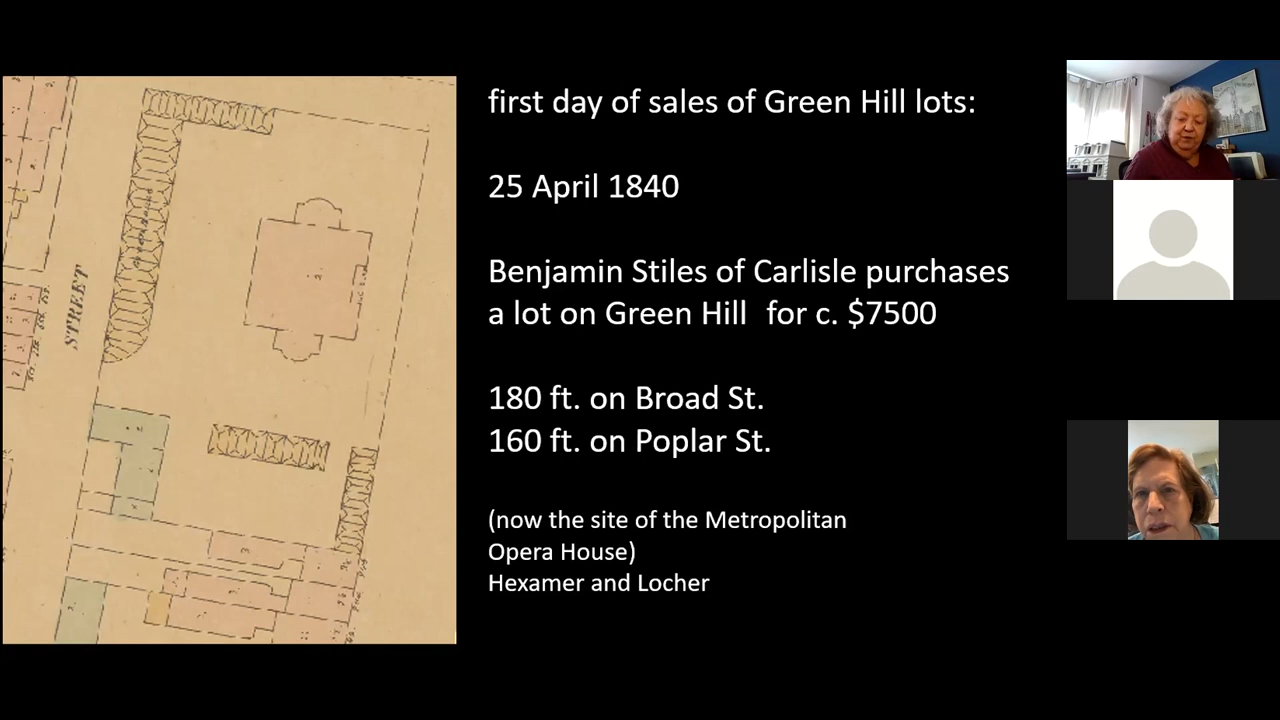 STREET
first day of sales of Green Hill lots:
25 April 1840
Benjamin Stiles of Carlisle purchases
a lot on Green Hill for c. $7500
180 ft. on Broad St.
160 ft. on Poplar St.
(now the site of the Metropolitan
Opera House)
Hexamer and Locher